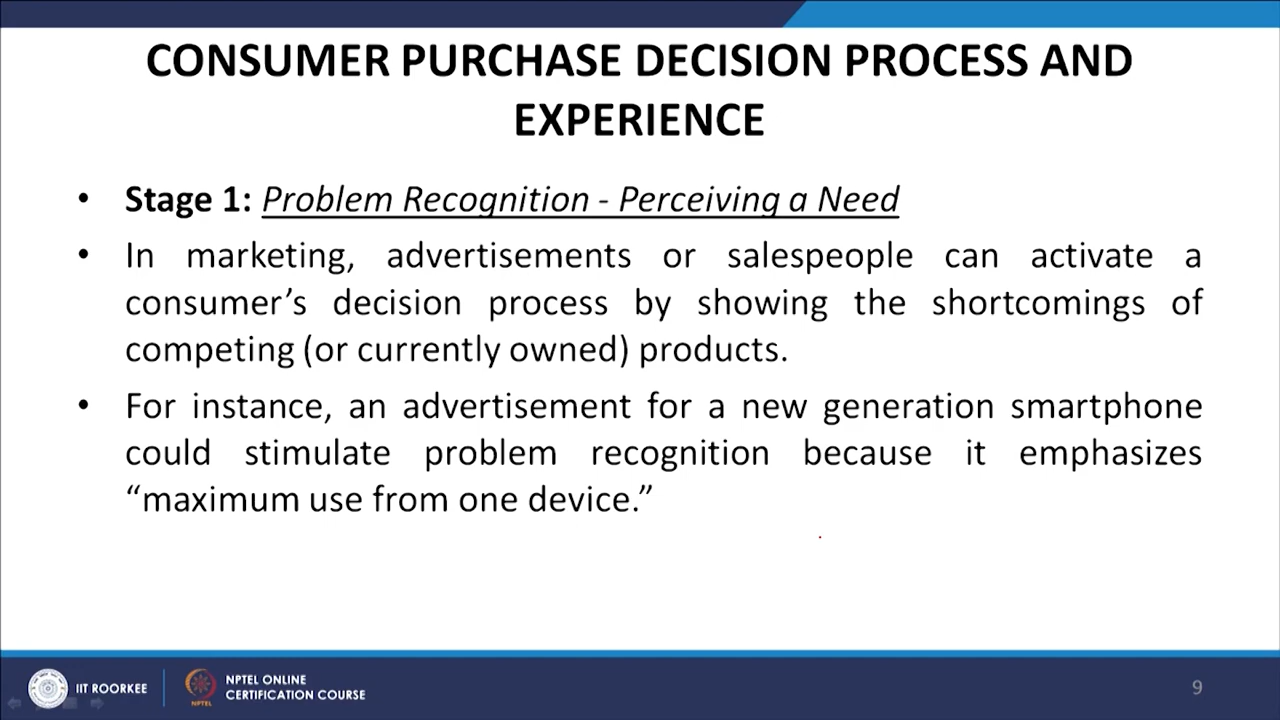 CONSUMER PURCHASE DECISION PROCESS AND
EXPERIENCE
• Stage 1: Problem Recognition - Perceiving a Need
• In marketing, advertisements or salespeople can activate a
consumer’s decision process by showing the shortcomings of
competing (or currently owned) products.
• For instance, an advertisement for a new generation smartphone
could stimulate problem recognition because it emphasizes
“maximum use from one device.”
IIT ROORKEE
NPTEL
NPTEL ONLINE
CERTIFICATION COURSE
9